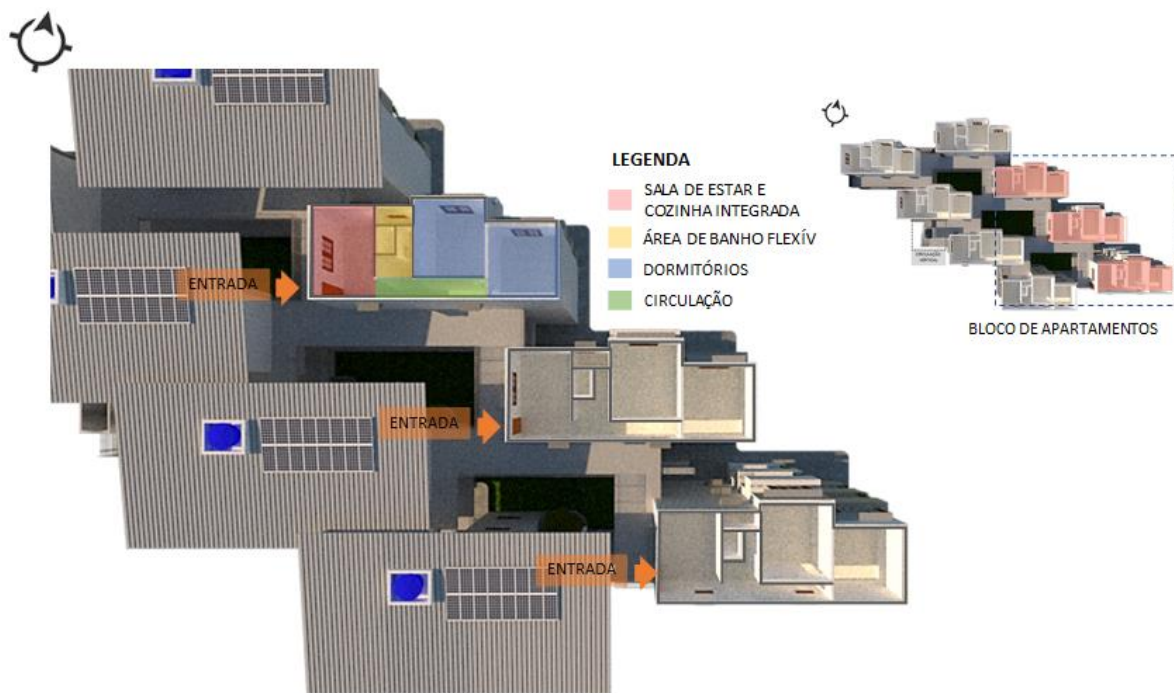 LEGENDA
SALA DE ESTAR E
COZINHA INTEGRADA
ÁREA DE BANHO FLEXÍV
DORMITÓRIOS
CIRCULAÇÃO
ENTRADA
ENTRADA
ENTRADA
BLOCO DE APARTAMENTOS